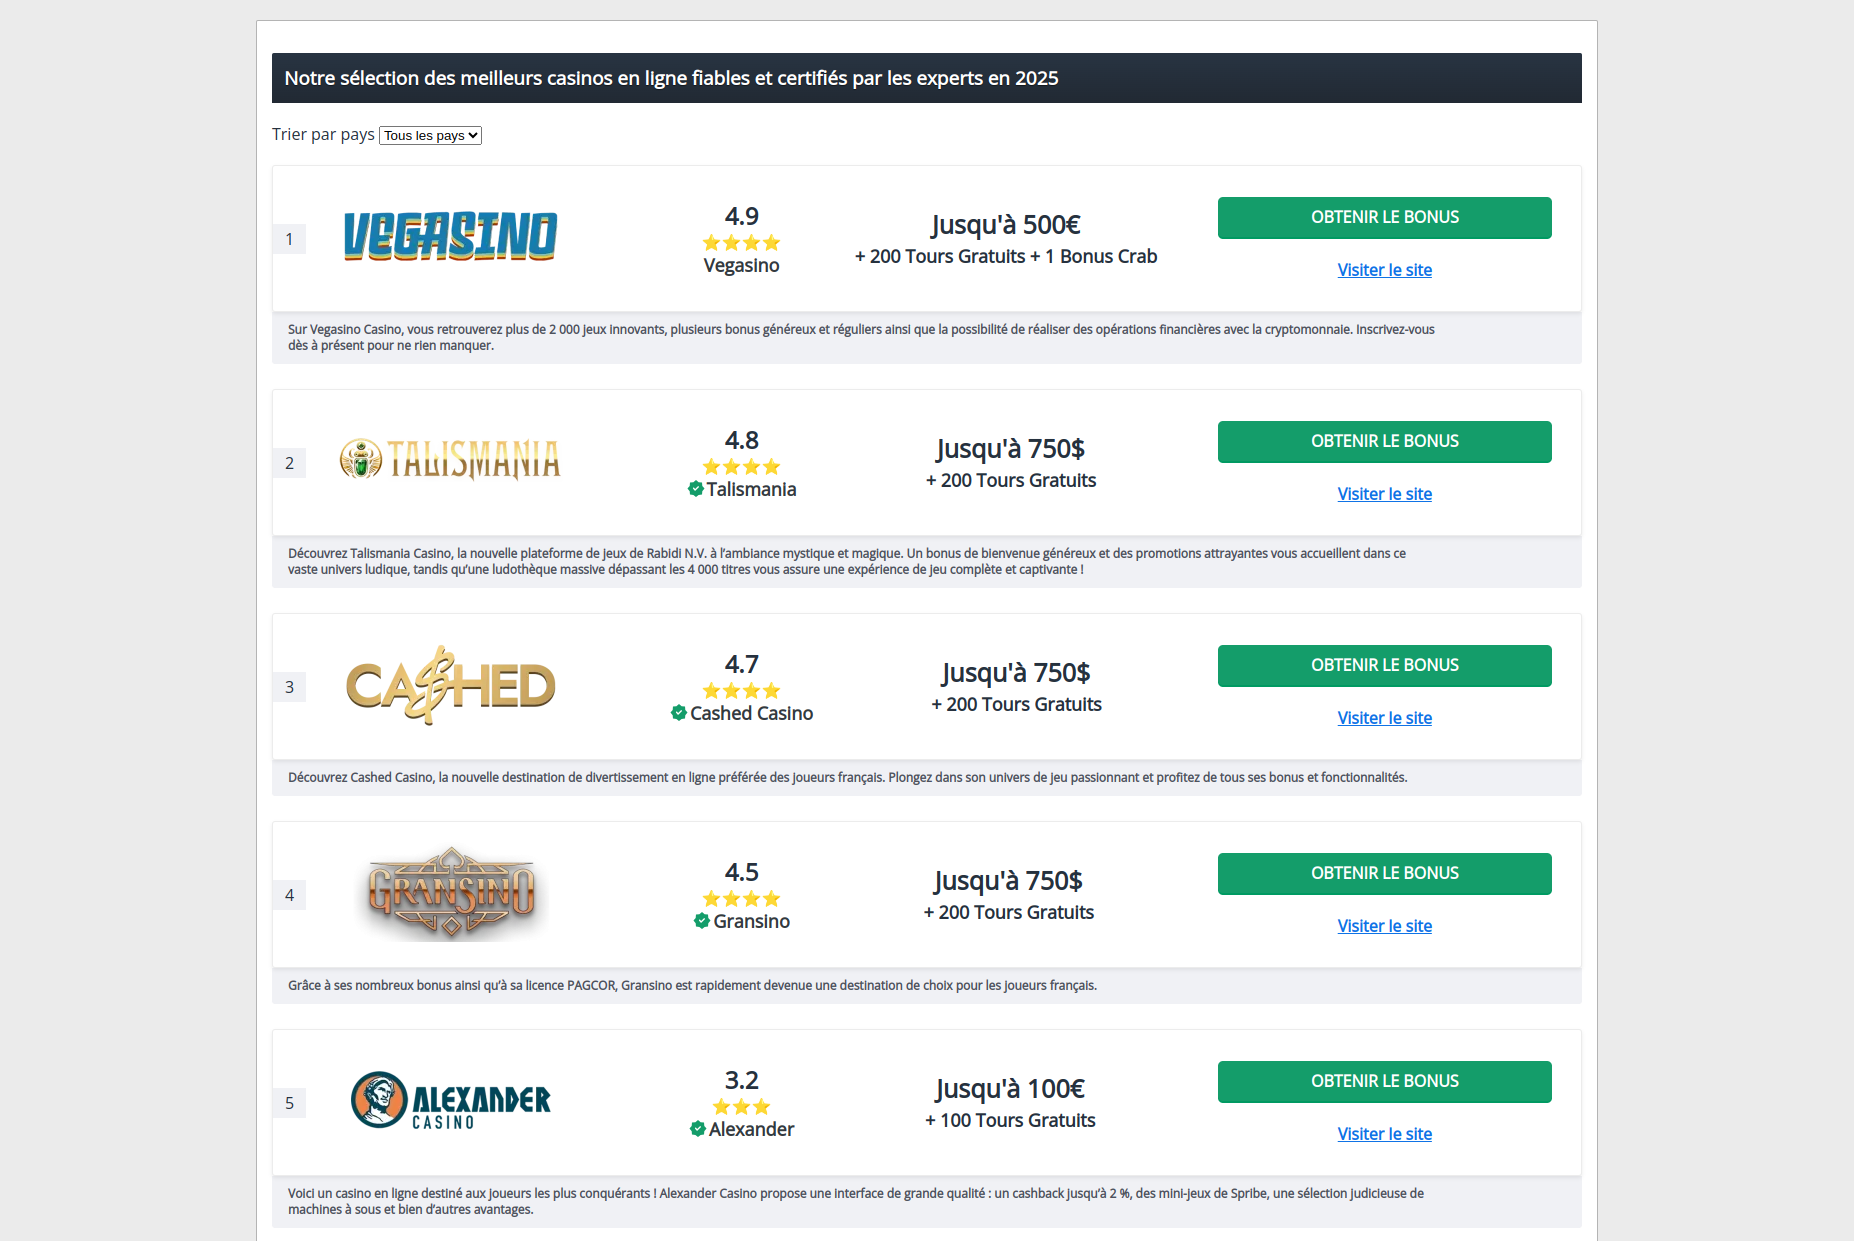 Notre sélection des meilleurs casinos en ligne fiables et certifiés par les experts en 2025
Trier par pays Tous les pays
1
VEGASINO
4.9
Vegasino
Jusqu'à 500€
+ 200 Tours Gratuits + 1 Bonus Crab
OBTENIR LE BONUS
Visiter le site
Sur Vegasino Casino, vous retrouverez plus de 2 000 jeux innovants, plusieurs bonus généreux et réguliers ainsi que la possibilité de réaliser des opérations financières avec la cryptomonnaie. Inscrivez-vous
dès à présent pour ne rien manquer.
2
TALISMANIA
4.8
Talismania
Jusqu'à 750$
+ 200 Tours Gratuits
OBTENIR LE BONUS
Visiter le site
Découvrez Talismania Casino, la nouvelle plateforme de jeux de Rabidi N.V. à l’ambiance mystique et magique. Un bonus de bienvenue généreux et des promotions attrayantes vous accueillent dans ce
vaste univers ludique, tandis qu’une ludothèque massive dépassant les 4 000 titres vous assure une expérience de jeu complète et captivante !
3
CA$HED
4.7
Cashed Casino
Jusqu'à 750$
+ 200 Tours Gratuits
OBTENIR LE BONUS
Visiter le site
Découvrez Cashed Casino, la nouvelle destination de divertissement en ligne préférée des joueurs français. Plongez dans son univers de jeu passionnant et profitez de tous ses bonus et fonctionnalités.
4
GRANSINO
4.5
Gransino
Jusqu'à 750$
+ 200 Tours Gratuits
OBTENIR LE BONUS
Visiter le site
Grâce à ses nombreux bonus ainsi qu’à sa licence PAGCOR, Gransino est rapidement devenue une destination de choix pour les joueurs français.
5
ALEXANDER
CASINO
3.2
Alexander
Jusqu'à 100€
+ 100 Tours Gratuits
OBTENIR LE BONUS
Visiter le site
Voici un casino en ligne destiné aux joueurs les plus conquérants ! Alexander Casino propose une interface de grande qualité : un cashback jusqu’à 2 %, des mini-jeux de Spribe, une sélection judicieuse de
machines à sous et bien d’autres avantages.